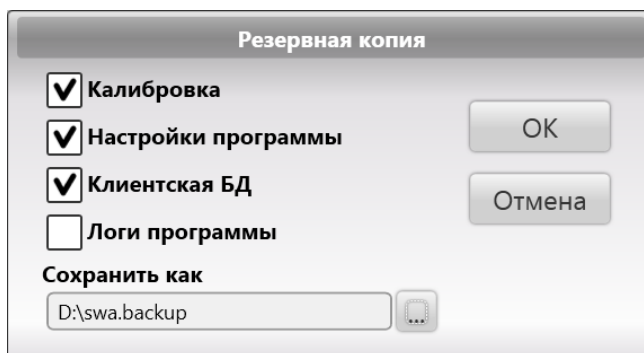 Резервная копия
Калибровка
Настройки программы
Клиентская БД
Логи программы
OK
Отмена
Сохранить как
D:\swa.backup
...